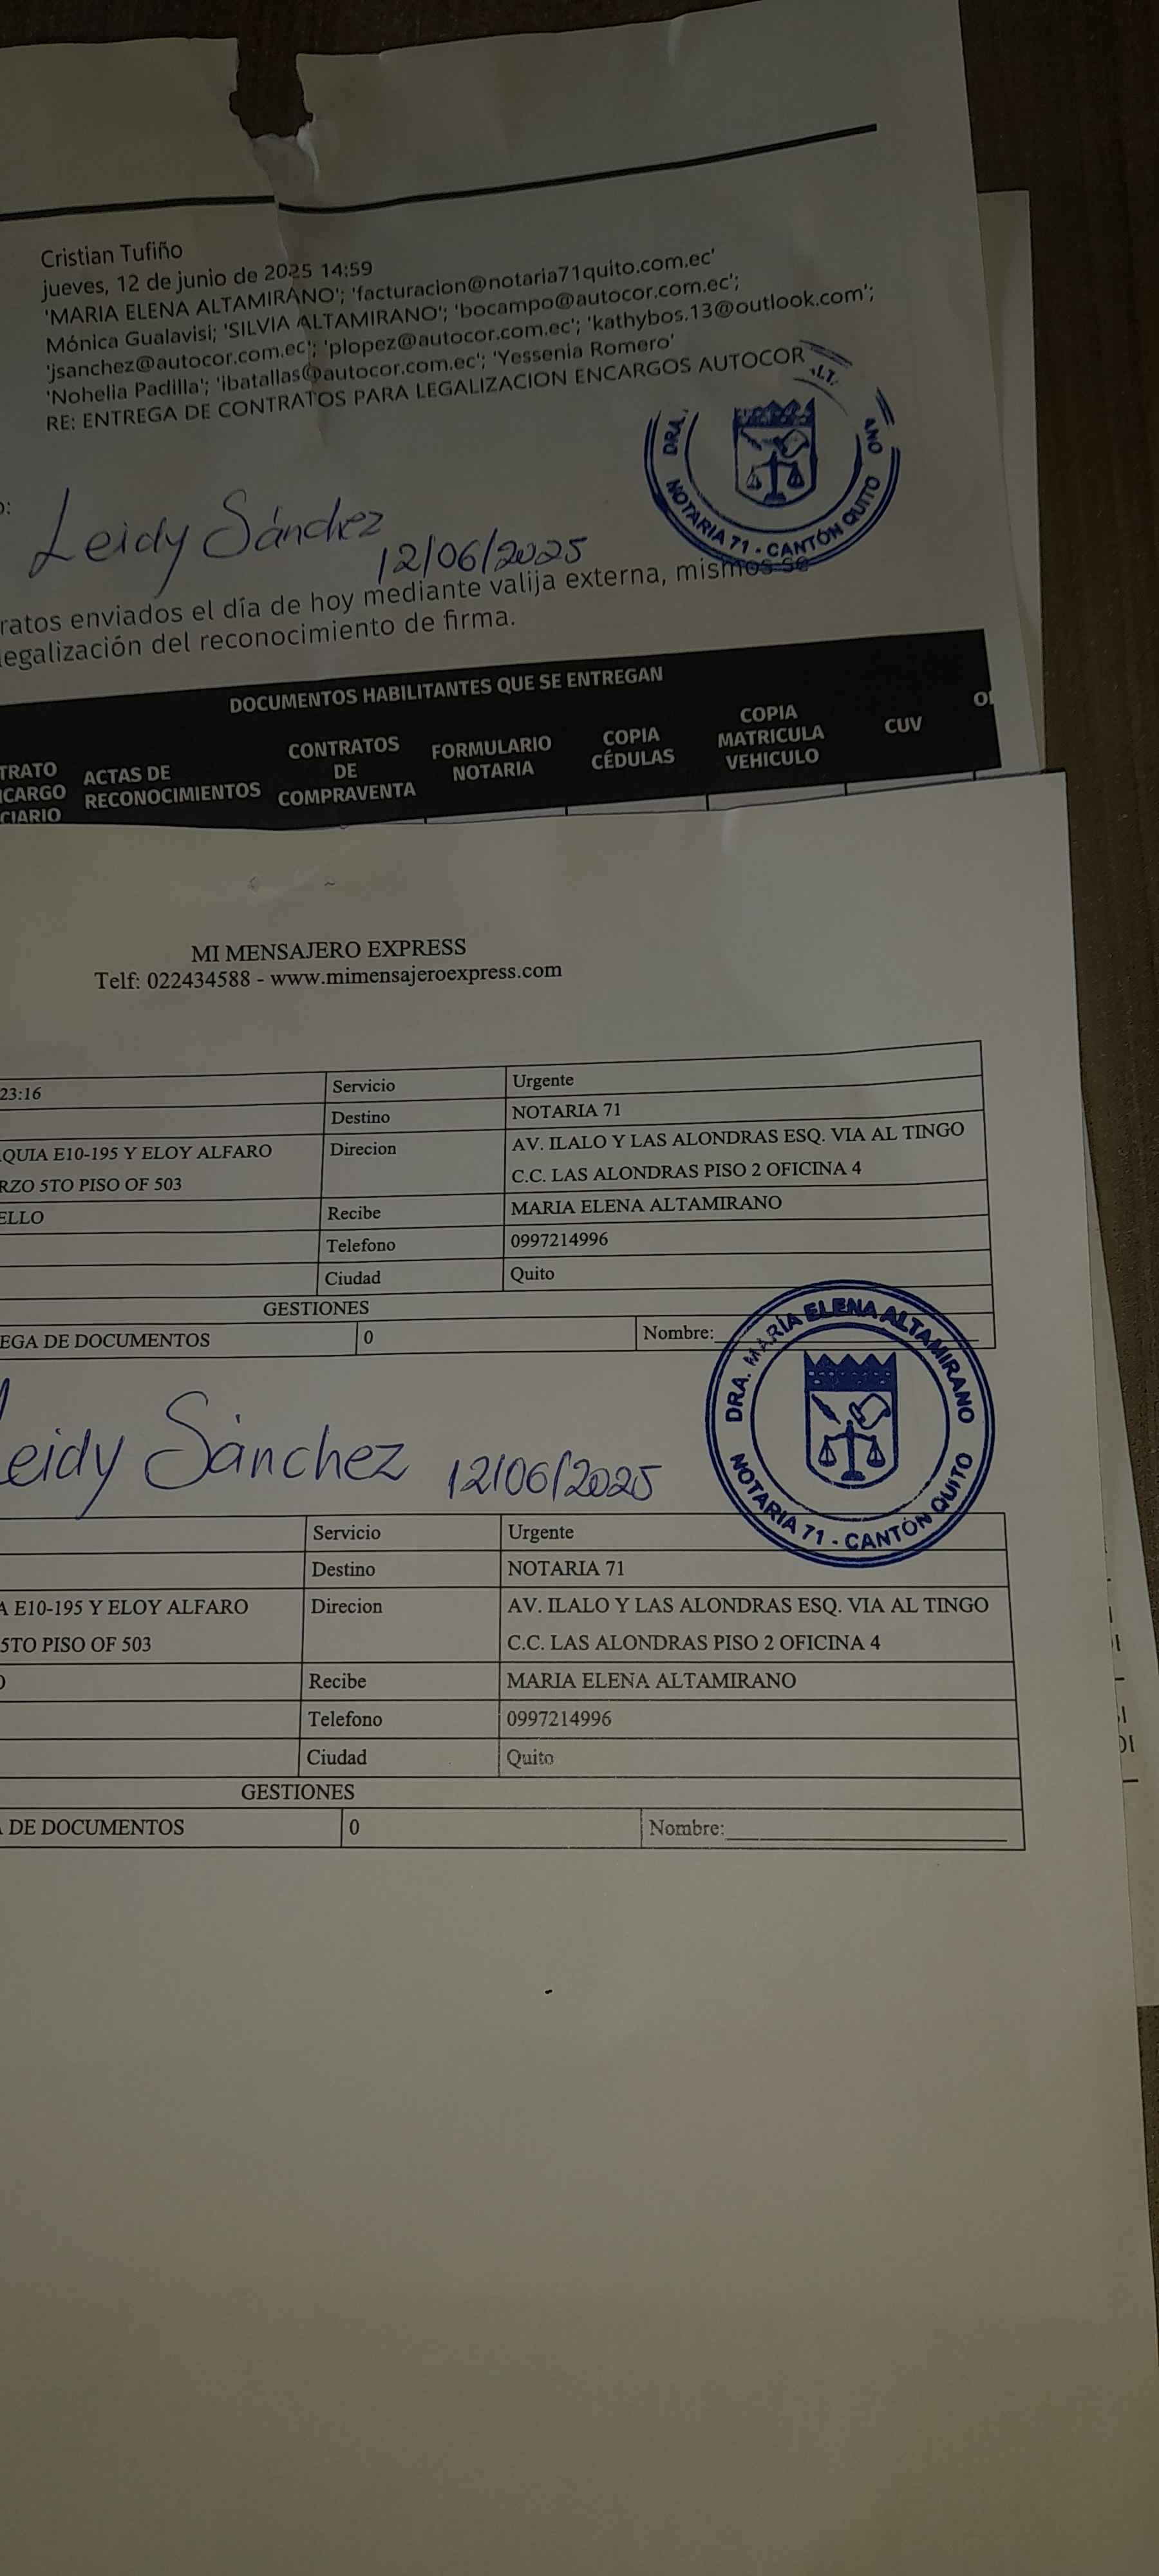 Cristian Tufiño
jueves, 12 de junio de 2025 14:59
'MARIA ELENA ALTAMIRANO'; 'facturacion@notaria71quito.com.ec'
Mónica Gualavisi; 'SILVIA ALTAMIRANO'; 'bocampo@autocor.com.ec';
'jsanchez@autocor.com.ec'; 'plopez@autocor.com.ec'; 'kathybos.13@outlook.com';
'Nohelia Padilla'; 'ibatallas@autocor.com.ec'; 'Yessenia Romero'
RE: ENTREGA DE CONTRATOS PARA LEGALIZACION ENCARGOS AUTOCOR
DRA. ALT ANO
NOTARIA 71 - CANTÓN QUITO
o:
Leidy Sánchez
12/06/2025
ratos enviados el día de hoy mediante valija externa, mismos se
legalización del reconocimiento de firma.
DOCUMENTOS HABILITANTES QUE SE ENTREGAN
TRATO
CARGO
CIARIO
ACTAS DE
RECONOCIMIENTOS
CONTRATOS
DE
COMPRAVENTA
FORMULARIO
NOTARIA
COPIA
CÉDULAS
COPIA
MATRICULA
VEHICULO
CUV
MI MENSAJERO EXPRESS
Telf: 022434588 - www.mimensajeroexpress.com
23:16 Servicio Urgente
Destino NOTARIA 71
QUIA E10-195 Y ELOY ALFARO Direcion AV. ILALO Y LAS ALONDRAS ESQ. VIA AL TINGO
RZO 5TO PISO OF 503 C.C. LAS ALONDRAS PISO 2 OFICINA 4
ELLO Recibe MARIA ELENA ALTAMIRANO
Telefono 0997214996
Ciudad Quito
GESTIONES
EGA DE DOCUMENTOS 0 Nombre:
DRA. MARÍA ELENA ALTAMIRANO
NOTARIA 71 - CANTÓN QUITO
Leidy Sánchez 12/06/2025
Servicio Urgente
Destino NOTARIA 71
A E10-195 Y ELOY ALFARO Direcion AV. ILALO Y LAS ALONDRAS ESQ. VIA AL TINGO
5TO PISO OF 503 C.C. LAS ALONDRAS PISO 2 OFICINA 4
O Recibe MARIA ELENA ALTAMIRANO
Telefono 0997214996
Ciudad Quito
GESTIONES
A DE DOCUMENTOS 0 Nombre: